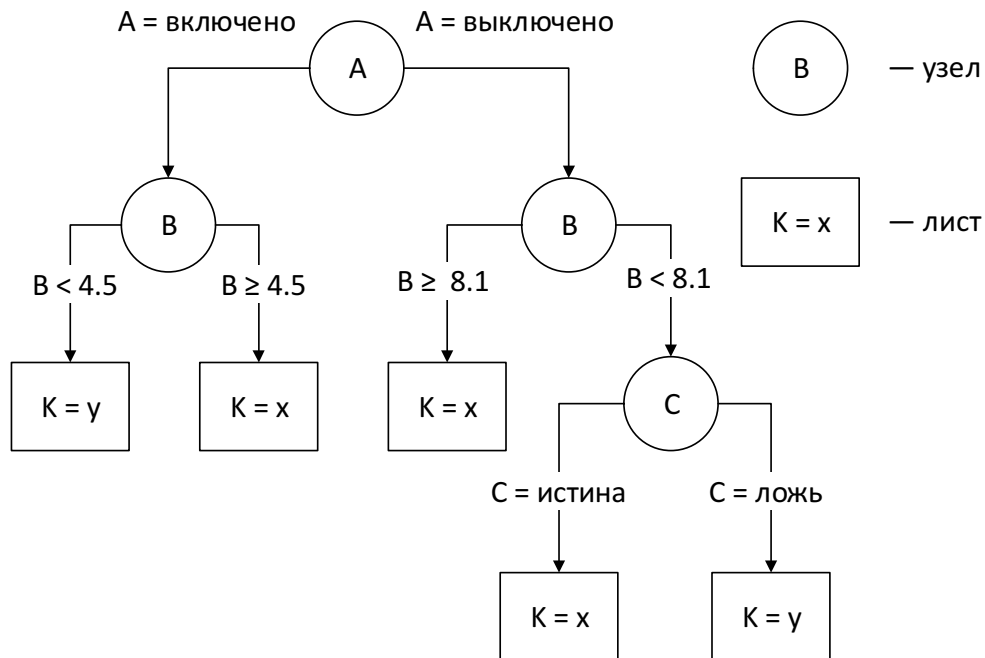 A = включено
A = выключено
A
B
— узел
B
B
K = x
— лист
B < 4.5
B ≥ 4.5
B ≥ 8.1
B < 8.1
K = y
K = x
K = x
C
C = истина
C = ложь
K = x
K = y